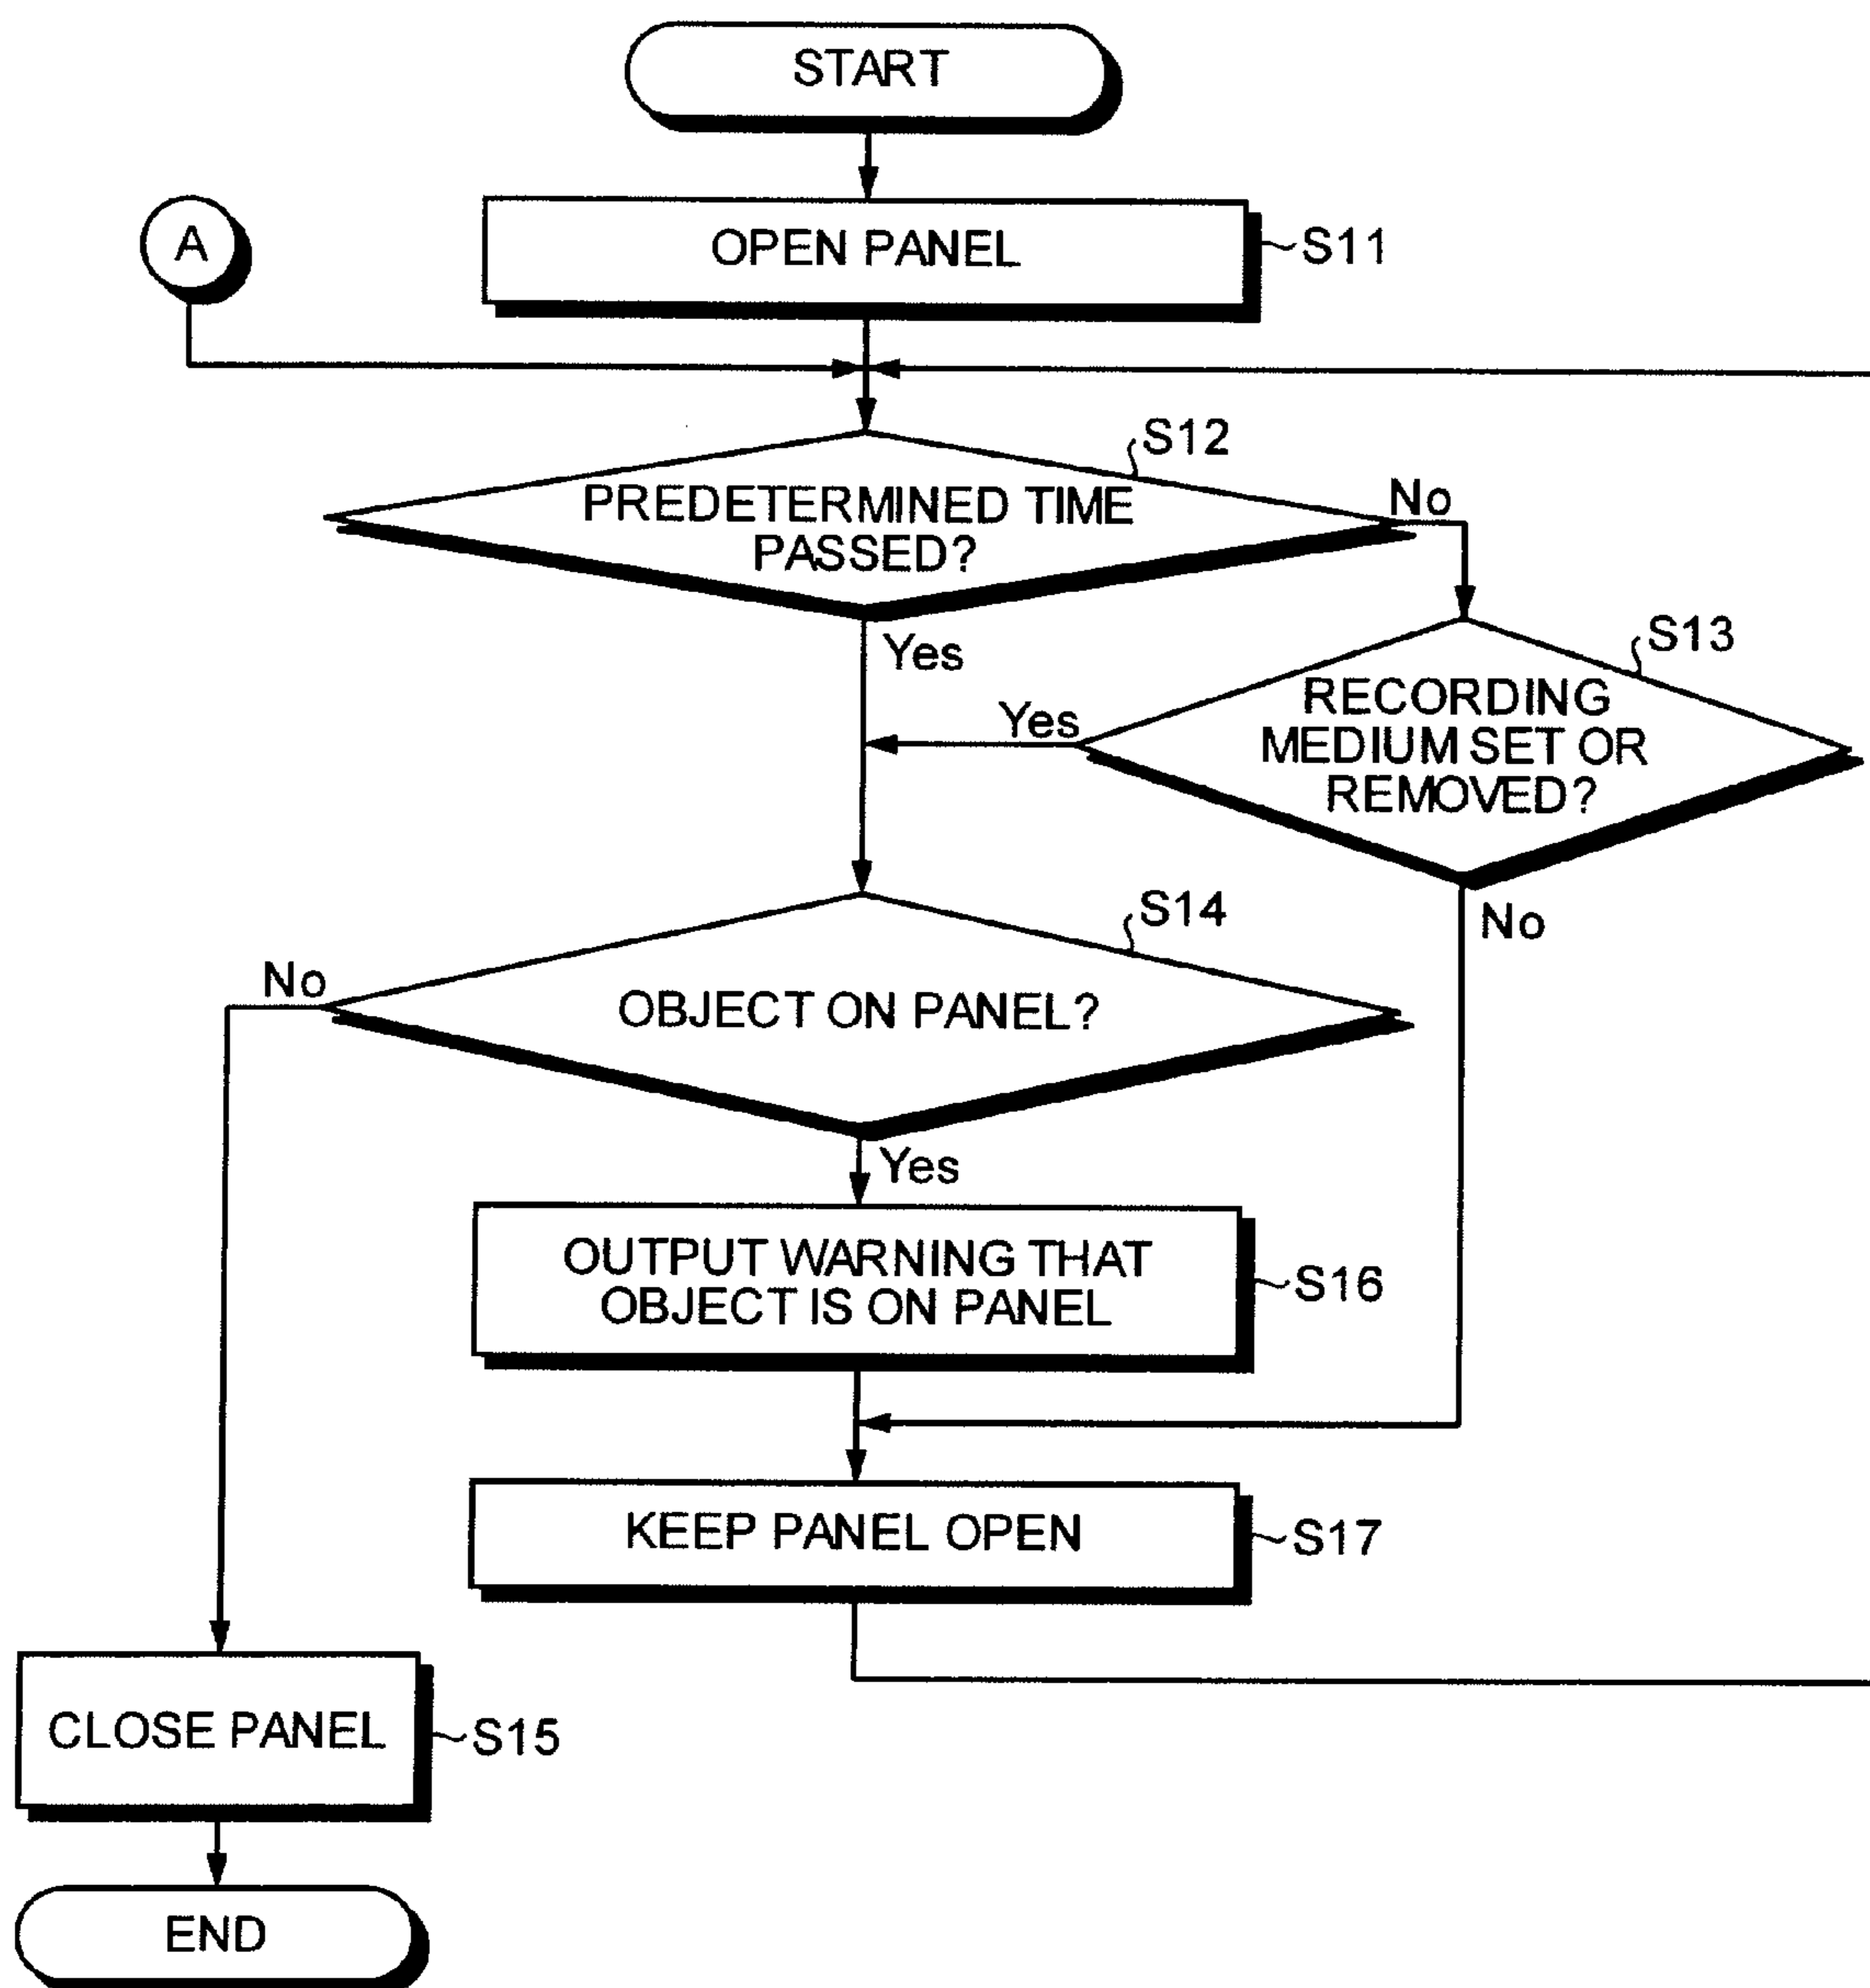 START
A
OPEN PANEL
S11
S12
PREDETERMINED TIME
PASSED?
No
Yes
S13
RECORDING
MEDIUM SET OR
REMOVED?
Yes
No
S14
OBJECT ON PANEL?
No
Yes
OUTPUT WARNING THAT
OBJECT IS ON PANEL
S16
KEEP PANEL OPEN
S17
CLOSE PANEL
S15
END